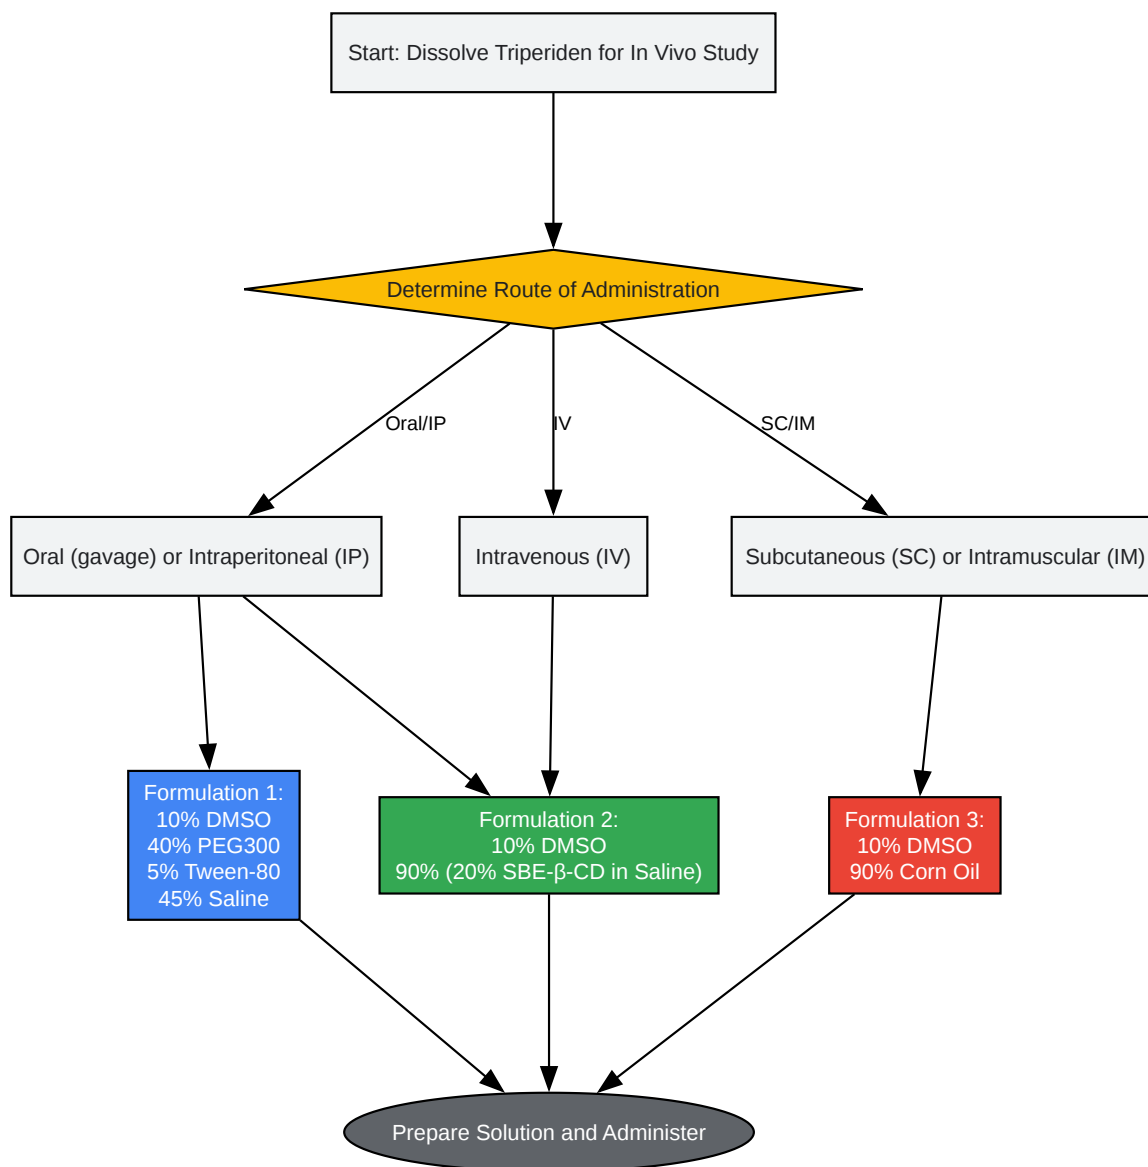 Start: Dissolve Triperiden for In Vivo Study
Determine Route of Administration
Oral/IP
IV
SC/IM
Oral (gavage) or Intraperitoneal (IP)
Intravenous (IV)
Subcutaneous (SC) or Intramuscular (IM)
Formulation 1:
10% DMSO
40% PEG300
5% Tween-80
45% Saline
Formulation 2:
10% DMSO
90% (20% SBE-β-CD in Saline)
Formulation 3:
10% DMSO
90% Corn Oil
Prepare Solution and Administer